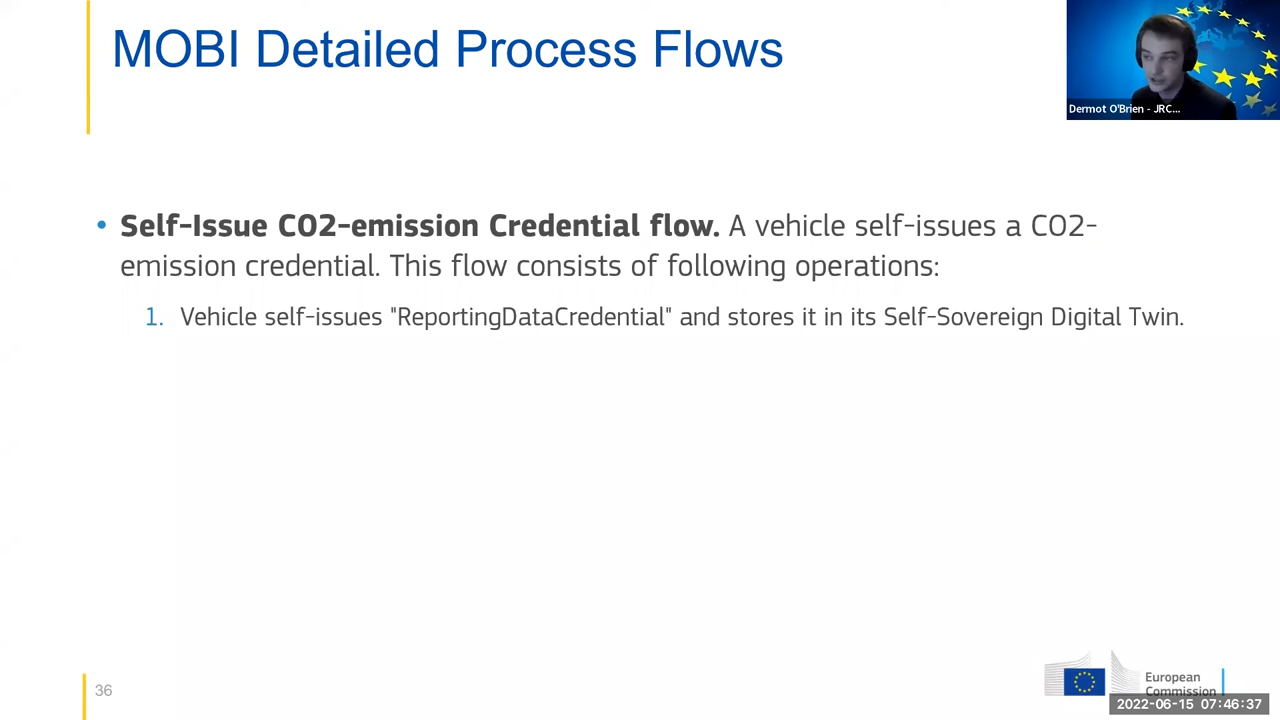 MOBI Detailed Process Flows
Dermot O'Brien - JRC...
• Self-Issue CO2-emission Credential flow. A vehicle self-issues a CO2-
emission credential. This flow consists of following operations:
1. Vehicle self-issues "ReportingDataCredential" and stores it in its Self-Sovereign Digital Twin.
36
European
Commission
2022-06-15 07:46:37